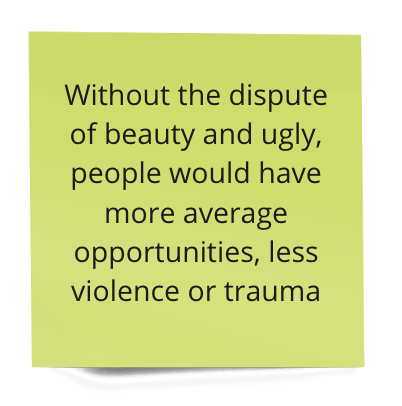 Without the dispute
of beauty and ugly,
people would have
more average
opportunities, less
violence or trauma